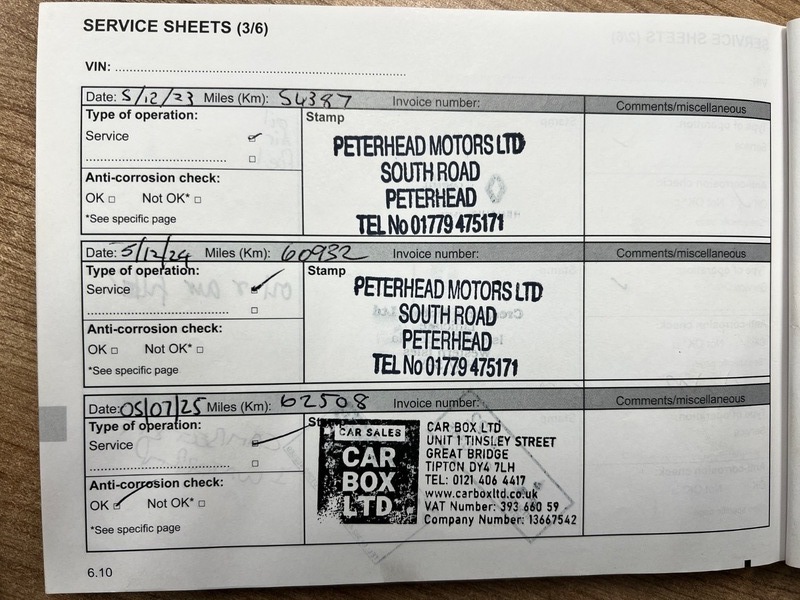 SERVICE SHEETS (3/6)
VIN:
Date: 5/12/23 Miles (Km): 54387 Invoice number: Comments/miscellaneous
Type of operation:
Service
Anti-corrosion check:
OK Not OK*
*See specific page
Stamp
PETERHEAD MOTORS LTD
SOUTH ROAD
PETERHEAD
TEL No 01779 475171
Date: 5/12/24 Miles (Km): 60932 Invoice number: Comments/miscellaneous
Type of operation:
Service
Anti-corrosion check:
OK Not OK*
*See specific page
Stamp
PETERHEAD MOTORS LTD
SOUTH ROAD
PETERHEAD
TEL No 01779 475171
Date: 05/07/25 Miles (Km): 62508 Invoice number: Comments/miscellaneous
Type of operation:
Service
Anti-corrosion check:
OK Not OK*
*See specific page
CAR SALES
CAR
BOX
LTD
CAR BOX LTD
UNIT 1 TINSLEY STREET
GREAT BRIDGE
TIPTON DY4 7LH
TEL: 0121 406 4417
www.carboxltd.co.uk
VAT Number: 393 660 59
Company Number: 13667542
6.10